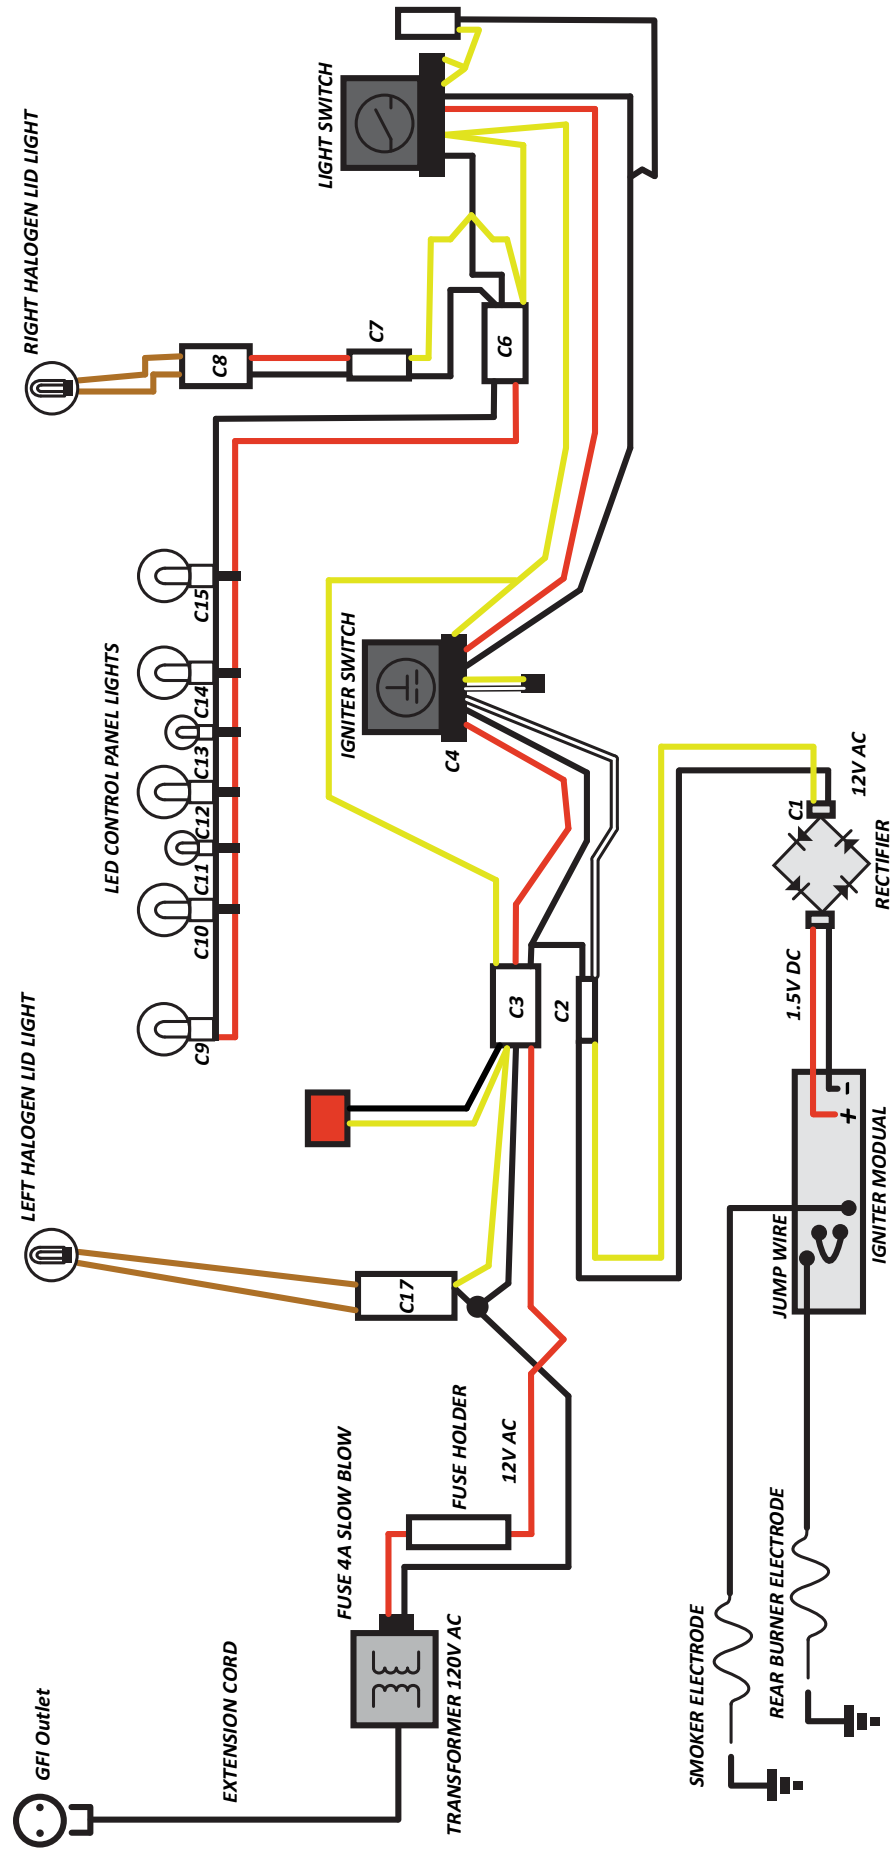 GFI Outlet
EXTENSION CORD
TRANSFORMER 120V AC
FUSE 4A SLOW BLOW
FUSE HOLDER
12V AC
LEFT HALOGEN LID LIGHT
C17
C3
C2
LED CONTROL PANEL LIGHTS
C9
C10
C11
C12
C13
C14
C15
RIGHT HALOGEN LID LIGHT
C8
C7
C6
LIGHT SWITCH
IGNITER SWITCH
C4
SMOKER ELECTRODE
REAR BURNER ELECTRODE
JUMP WIRE
IGNITER MODUAL
+ -
1.5V DC
C1
12V AC
RECTIFIER